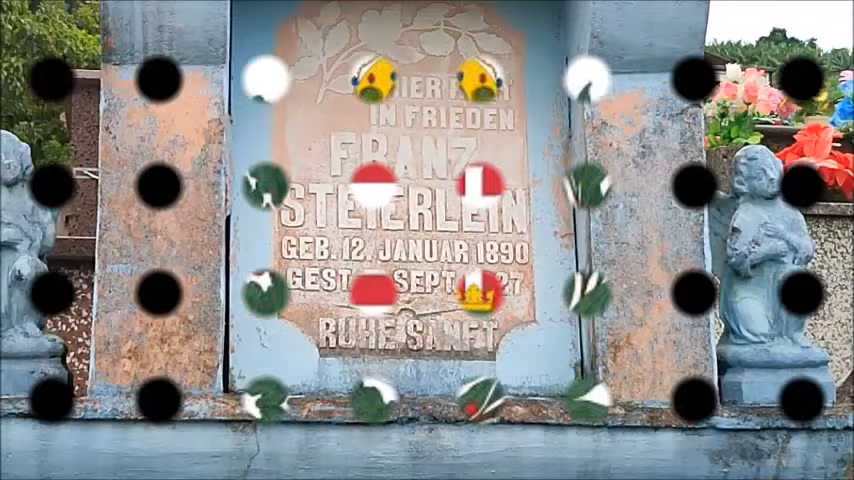 HIER
IN FRIEDEN
FRANZ
STEIERLEIN
GEB. 12. JANUAR 1890
GEST. SEPT.
RUHE SANFT